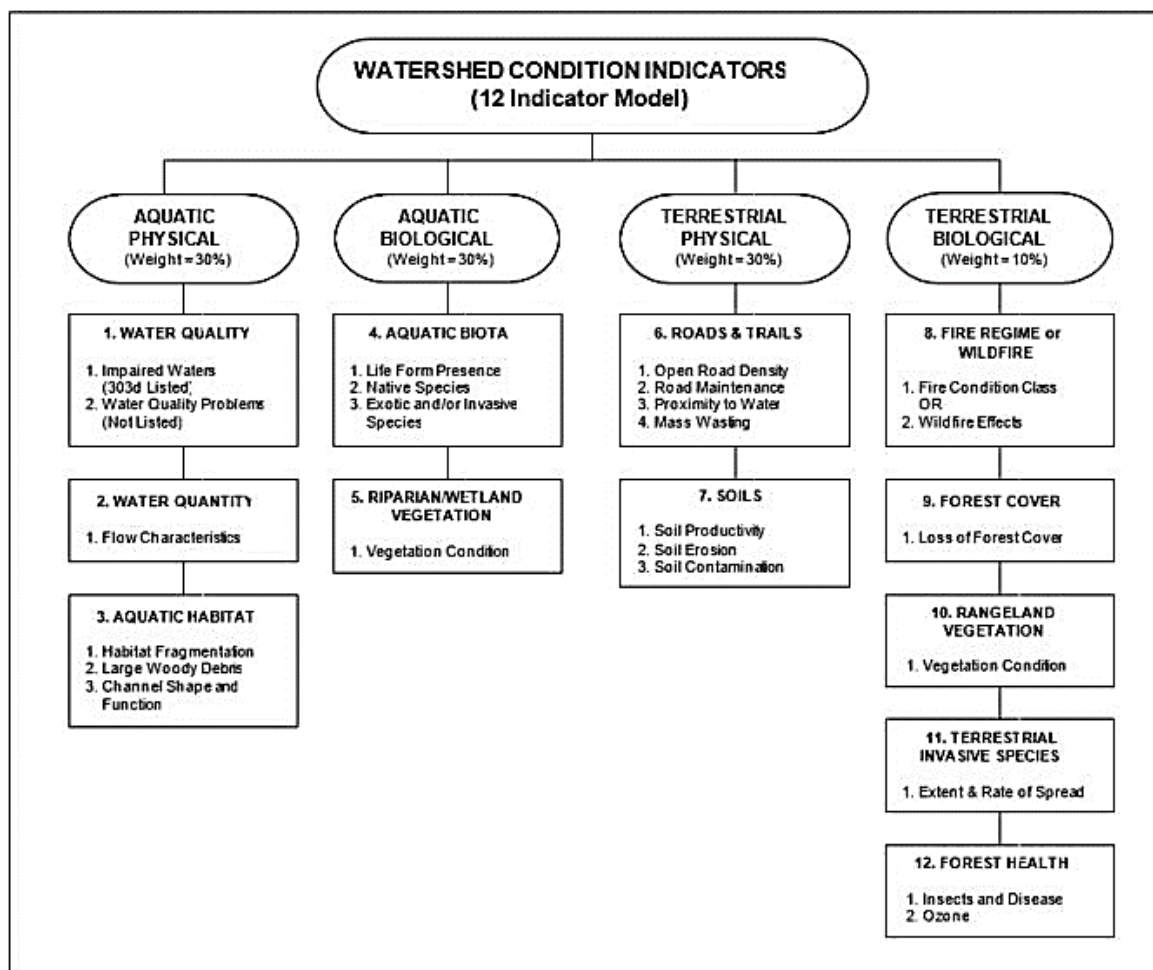 WATERSHED CONDITION INDICATORS
(12 Indicator Model)
AQUATIC
PHYSICAL
(Weight = 30%)
1. WATER QUALITY
1. Impaired Waters
(303d Listed)
2. Water Quality Problems
(Not Listed)
2. WATER QUANTITY
1. Flow Characteristics
3. AQUATIC HABITAT
1. Habitat Fragmentation
2. Large Woody Debris
3. Channel Shape and
Function
AQUATIC
BIOLOGICAL
(Weight = 30%)
4. AQUATIC BIOTA
1. Life Form Presence
2. Native Species
3. Exotic and/or Invasive
Species
5. RIPARIAN/WETLAND
VEGETATION
1. Vegetation Condition
TERRESTRIAL
PHYSICAL
(Weight = 30%)
6. ROADS & TRAILS
1. Open Road Density
2. Road Maintenance
3. Proximity to Water
4. Mass Wasting
7. SOILS
1. Soil Productivity
2. Soil Erosion
3. Soil Contamination
TERRESTRIAL
BIOLOGICAL
(Weight = 10%)
8. FIRE REGIME or
WILDFIRE
1. Fire Condition Class
OR
2. Wildfire Effects
9. FOREST COVER
1. Loss of Forest Cover
10. RANGELAND
VEGETATION
1. Vegetation Condition
11. TERRESTRIAL
INVASIVE SPECIES
1. Extent & Rate of Spread
12. FOREST HEALTH
1. Insects and Disease
2. Ozone